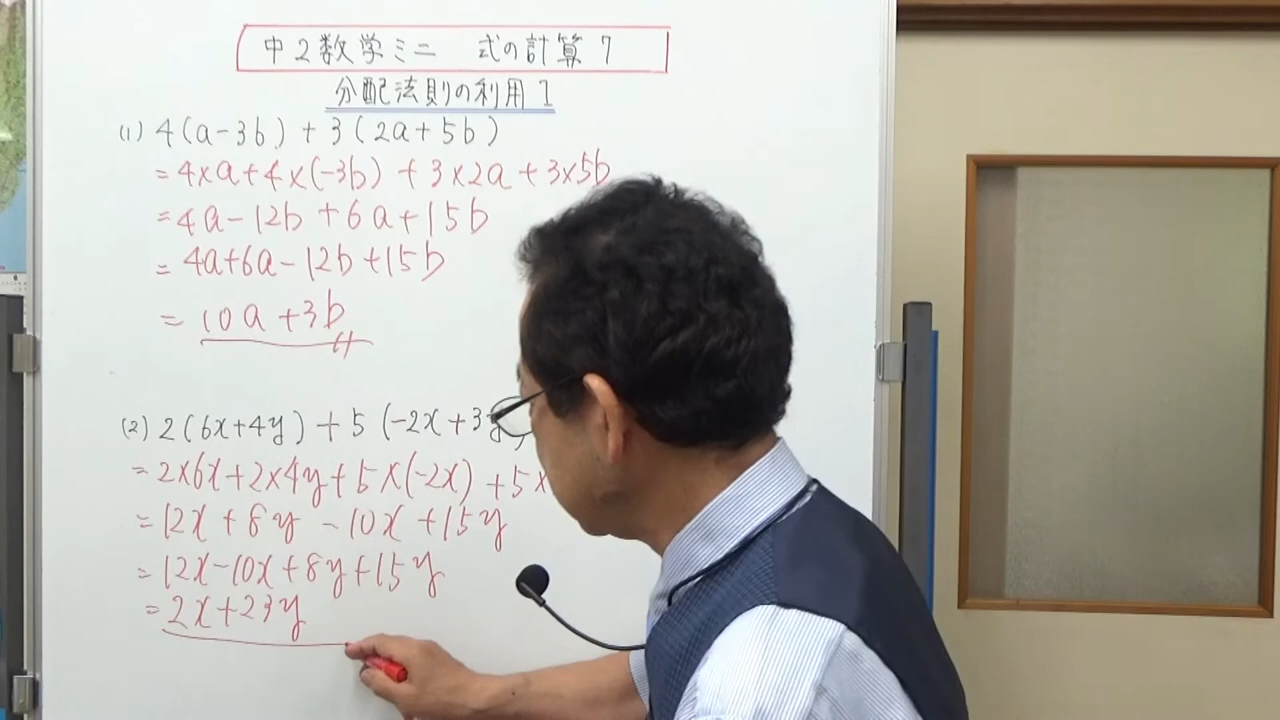 中2数学ミニ 式の計算7
分配法則の利用1
(1) 4(a-3b)+3(2a+5b)
=4×a+4×(-3b)+3×2a+3×5b
=4a-12b+6a+15b
=4a+6a-12b+15b
=10a+3b
(2) 2(6x+4y)+5(-2x+3y
=2×6x+2×4y+5×(-2x)+5×
=12x+8y-10x+15y
=12x-10x+8y+15y
=2x+23y